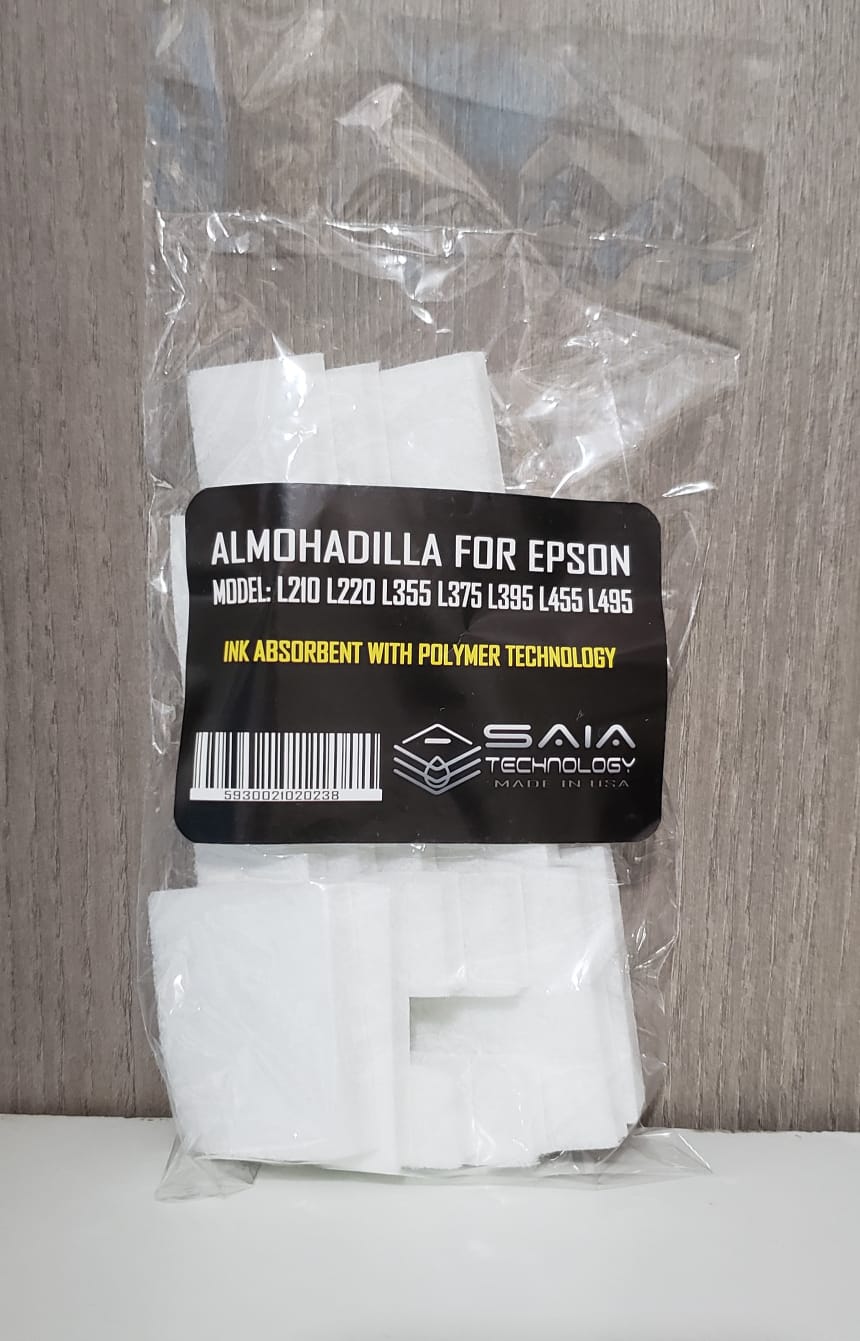 ALMOHADILLA FOR EPSON
MODEL: L210 L220 L355 L375 L395 L455 L495
INK ABSORBENT WITH POLYMER TECHNOLOGY
SAIA
TECHNOLOGY
MADE IN USA
5930021020238